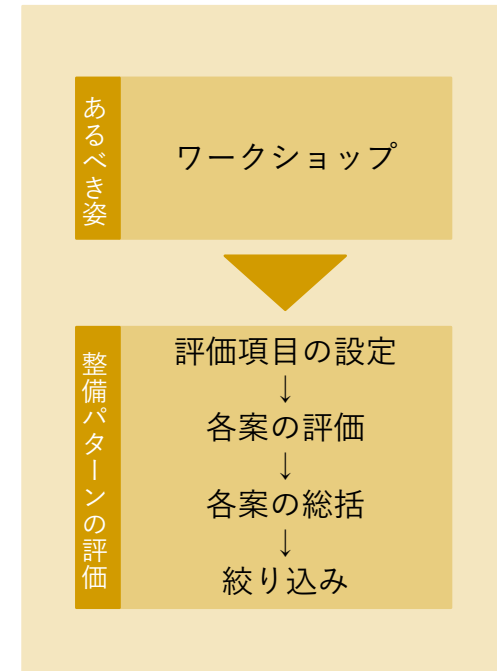 あるべき姿
ワークショップ
整備パターンの評価
評価項目の設定
↓
各案の評価
↓
各案の総括
↓
絞り込み